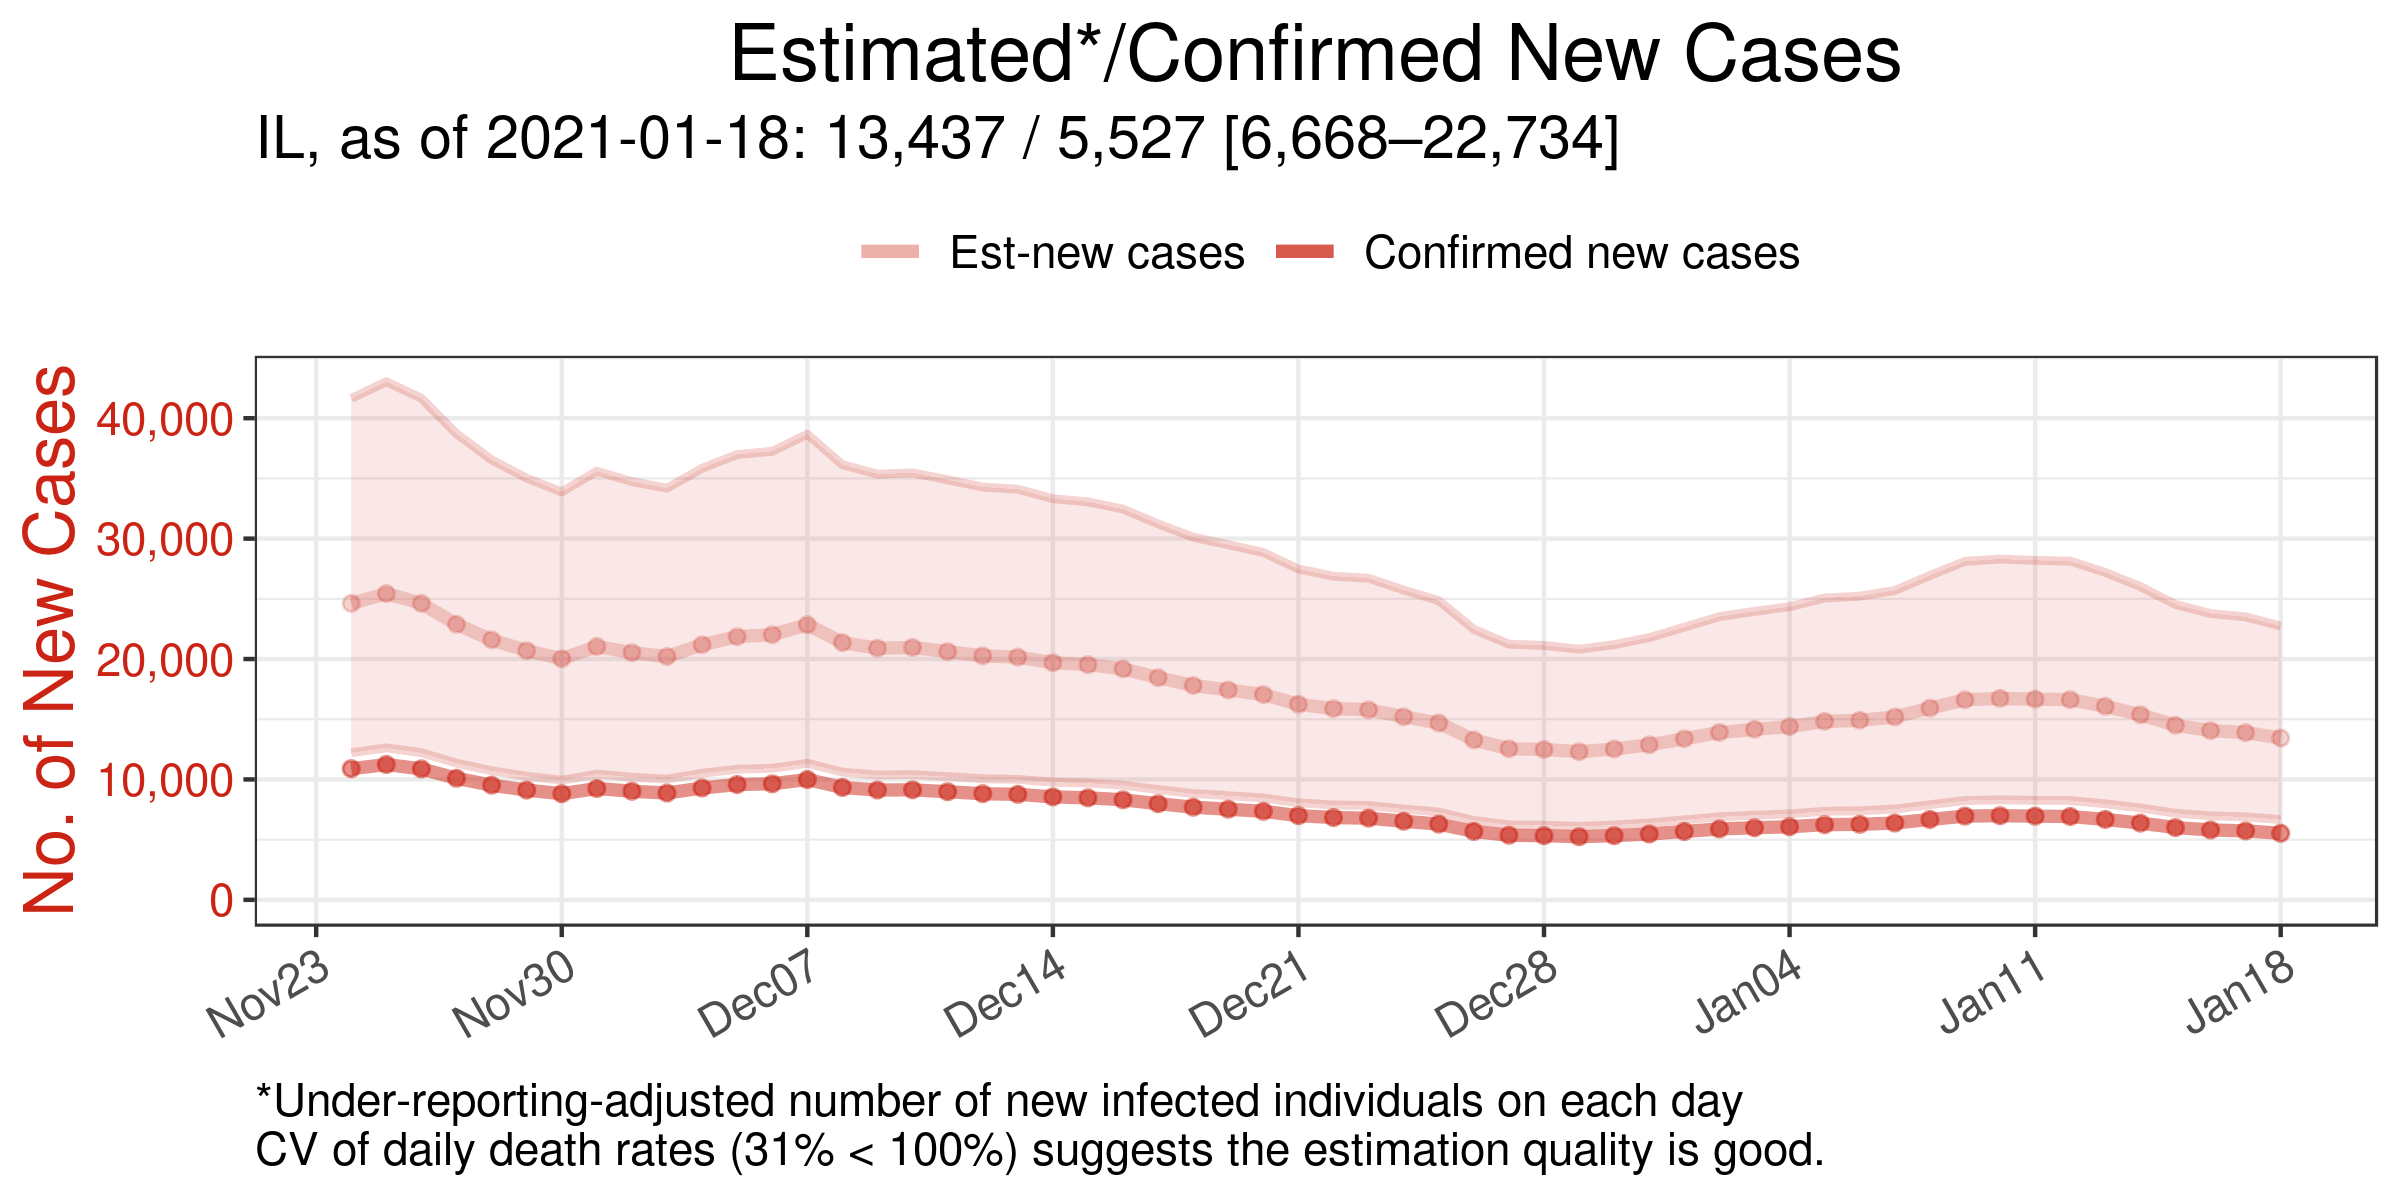 Estimated*/Confirmed New Cases
IL, as of 2021-01-18: 13,437 / 5,527 [6,668–22,734]
Est-new cases
Confirmed new cases
No. of New Cases
40,000
30,000
20,000
10,000
0
Nov23
Nov30
Dec07
Dec14
Dec21
Dec28
Jan04
Jan11
Jan18
*Under-reporting-adjusted number of new infected individuals on each day
CV of daily death rates (31% < 100%) suggests the estimation quality is good.